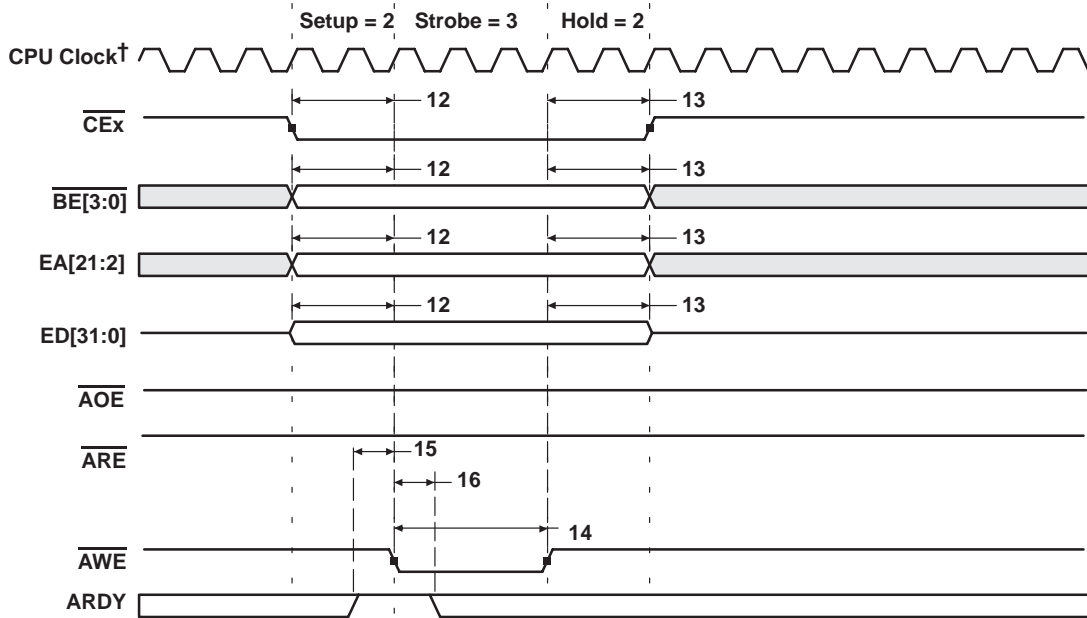 Setup = 2 Strobe = 3 Hold = 2
CPU Clock†
12 13
CEx
12 13
BE[3:0]
12 13
EA[21:2]
12 13
ED[31:0]
AOE
15
ARE
16
14
AWE
ARDY